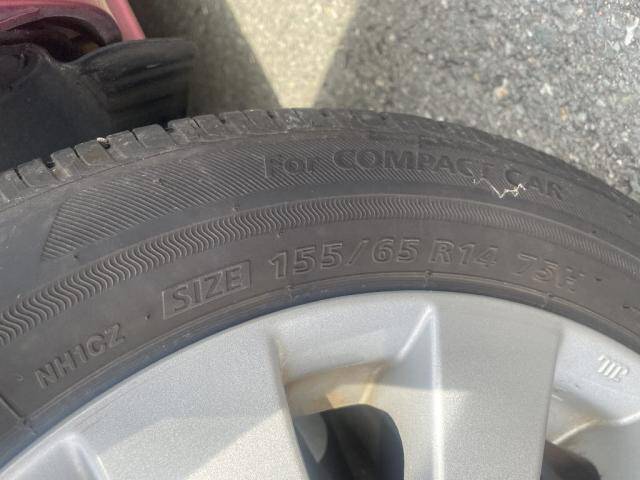 For COMPACT CAR
SIZE 155/65 R14 75H
NH1CZ